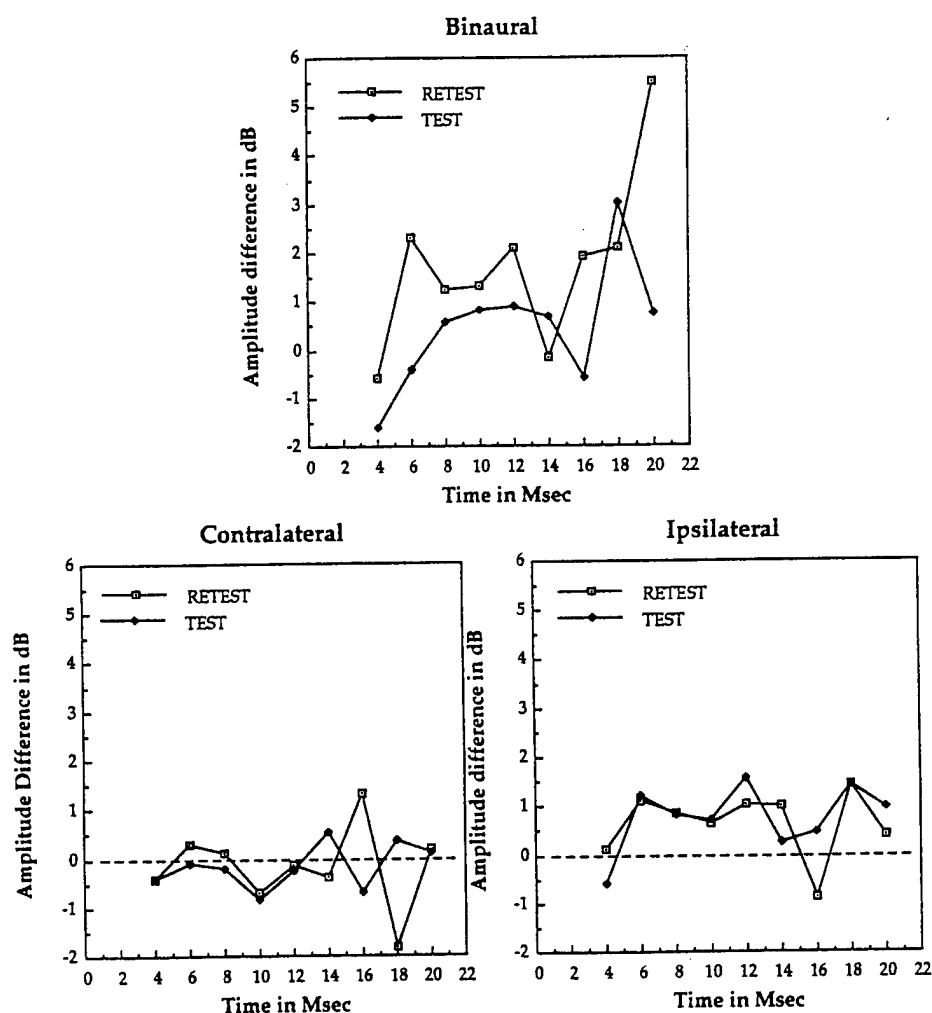 Binaural
Amplitude difference in dB
6
5
4
3
2
1
0
-1
-2
RETEST
TEST
0 2 4 6 8 10 12 14 16 18 20 22
Time in Msec
Contralateral
Amplitude Difference in dB
6
5
4
3
2
1
0
-1
-2
RETEST
TEST
0 2 4 6 8 10 12 14 16 18 20 22
Time in Msec
Ipsilateral
Amplitude difference in dB
6
5
4
3
2
1
0
-1
-2
RETEST
TEST
0 2 4 6 8 10 12 14 16 18 20 22
Time in Msec